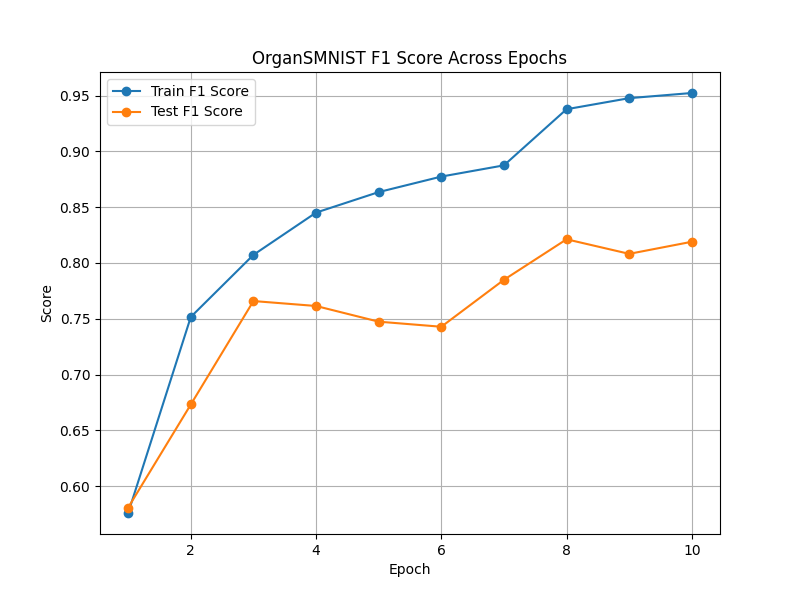 OrganSMNIST F1 Score Across Epochs
Train F1 Score
Test F1 Score
0.95
0.90
0.85
0.80
0.75
0.70
0.65
0.60
Score
2 4 6 8 10
Epoch